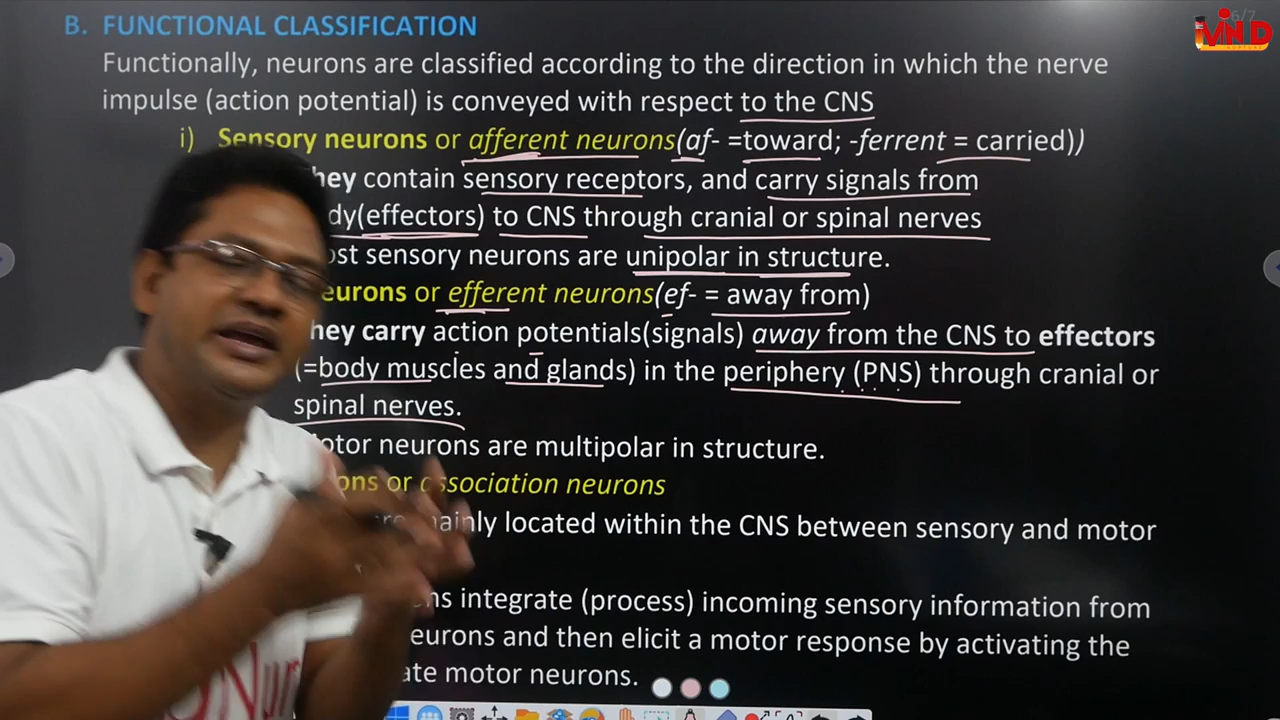 6/7
MIND
B. FUNCTIONAL CLASSIFICATION
Functionally, neurons are classified according to the direction in which the nerve
impulse (action potential) is conveyed with respect to the CNS
i) Sensory neurons or afferent neurons(af- =toward; -ferrent = carried))
hey contain sensory receptors, and carry signals from
dy(effectors) to CNS through cranial or spinal nerves
ost sensory neurons are unipolar in structure.
eurons or efferent neurons(ef- = away from)
hey carry action potentials(signals) away from the CNS to effectors
(=body muscles and glands) in the periphery (PNS) through cranial or
spinal nerves.
otor neurons are multipolar in structure.
ons or association neurons
mainly located within the CNS between sensory and motor
ns integrate (process) incoming sensory information from
eurons and then elicit a motor response by activating the
ate motor neurons.